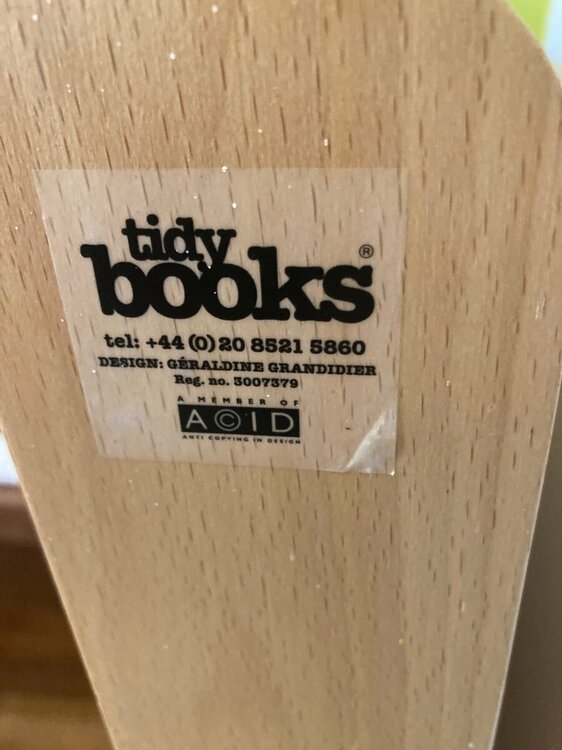 tidy
books®
tel: +44 (0) 20 8521 5860
DESIGN: GÉRALDINE GRANDIDIER
Reg. no. 3007379
A MEMBER OF
A©ID
ANTI COPYING IN DESIGN